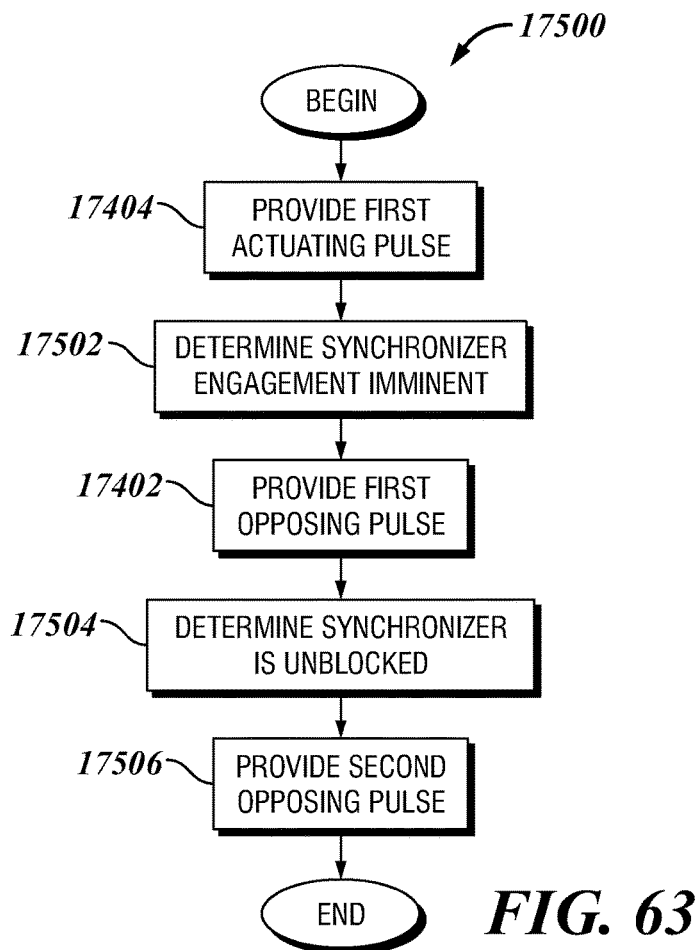 17500
BEGIN
17404
PROVIDE FIRST
ACTUATING PULSE
17502
DETERMINE SYNCHRONIZER
ENGAGEMENT IMMINENT
17402
PROVIDE FIRST
OPPOSING PULSE
17504
DETERMINE SYNCHRONIZER
IS UNBLOCKED
17506
PROVIDE SECOND
OPPOSING PULSE
END
FIG. 63